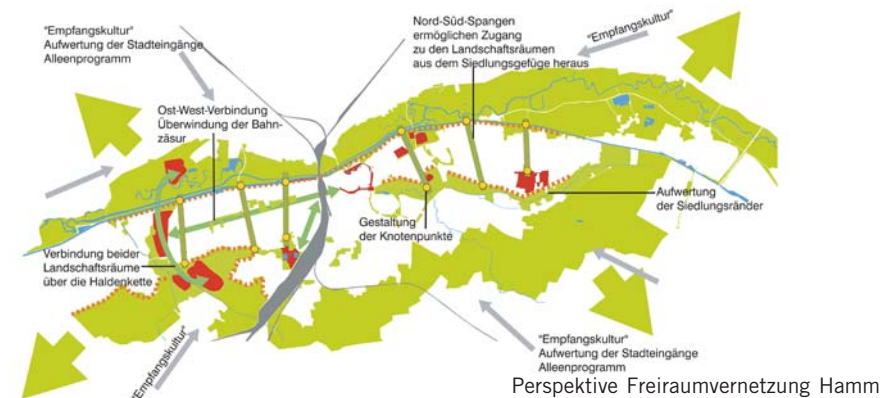 "Empfangskultur"
Aufwertung der Stadteingänge
Alleenprogramm
Nord-Süd-Spangen
ermöglichen Zugang
zu den Landschaftsräumen
aus dem Siedlungsgefüge heraus
"Empfangskultur"
Ost-West-Verbindung
Überwindung der Bahn-
zäsur
Aufwertung
der Siedlungsränder
Gestaltung
der Knotenpunkte
Verbindung beider
Landschaftsräume
über die Haldenkette
"Empfangskultur"
"Empfangskultur"
Aufwertung der Stadteingänge
Alleenprogramm
Perspektive Freiraumvernetzung Hamm